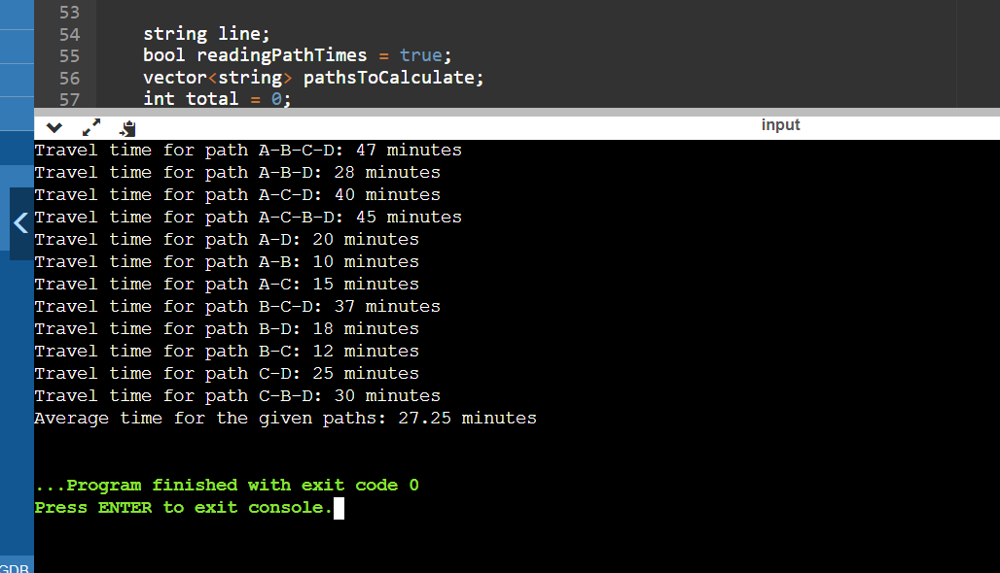 53
54 string line;
55 bool readingPathTimes = true;
56 vector<string> pathsToCalculate;
57 int total = 0;
input
Travel time for path A-B-C-D: 47 minutes
Travel time for path A-B-D: 28 minutes
Travel time for path A-C-D: 40 minutes
Travel time for path A-C-B-D: 45 minutes
Travel time for path A-D: 20 minutes
Travel time for path A-B: 10 minutes
Travel time for path A-C: 15 minutes
Travel time for path B-C-D: 37 minutes
Travel time for path B-D: 18 minutes
Travel time for path B-C: 12 minutes
Travel time for path C-D: 25 minutes
Travel time for path C-B-D: 30 minutes
Average time for the given paths: 27.25 minutes
...Program finished with exit code 0
Press ENTER to exit console.
GDB